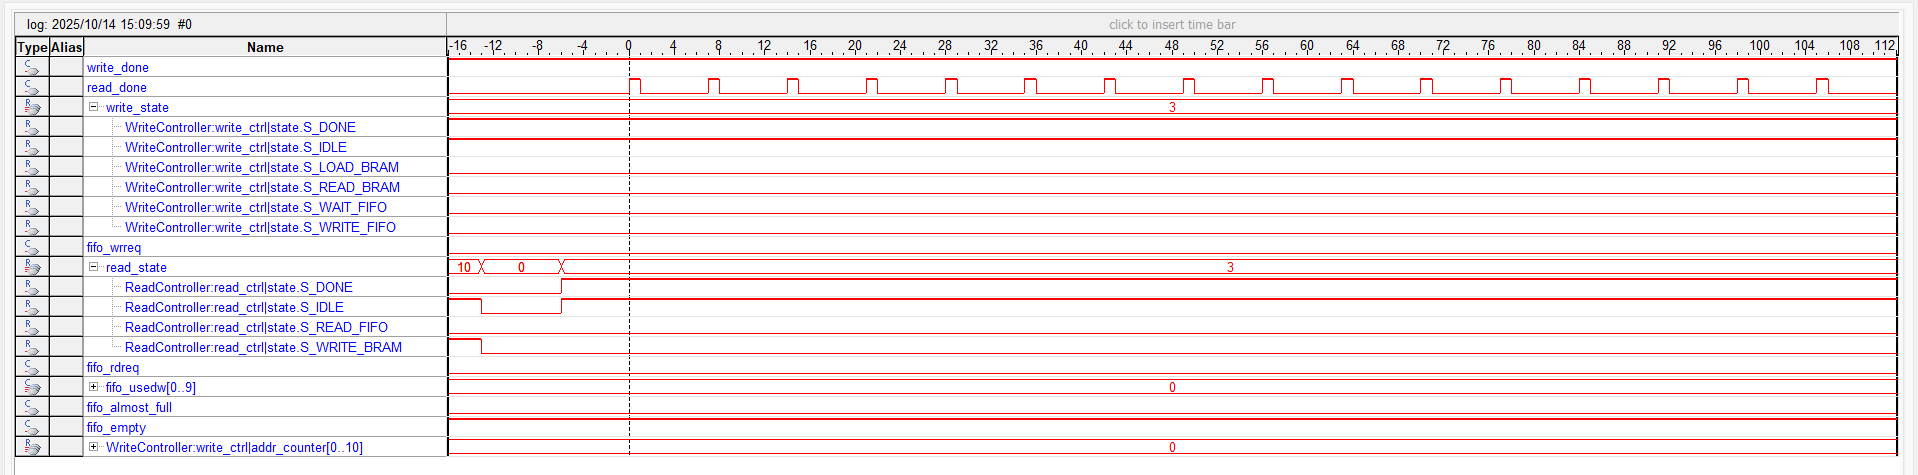 log: 2025/10/14 15:09:59 #0 click to insert time bar
Type Alias Name -16 -12 -8 -4 0 4 8 12 16 20 24 28 32 36 40 44 48 52 56 60 64 68 72 76 80 84 88 92 96 100 104 108 112
C write_done
C read_done
R write_state 3
R WriteController:write_ctrl|state.S_DONE
R WriteController:write_ctrl|state.S_IDLE
R WriteController:write_ctrl|state.S_LOAD_BRAM
R WriteController:write_ctrl|state.S_READ_BRAM
R WriteController:write_ctrl|state.S_WAIT_FIFO
R WriteController:write_ctrl|state.S_WRITE_FIFO
C fifo_wrreq
R read_state 10 0 3
R ReadController:read_ctrl|state.S_DONE
R ReadController:read_ctrl|state.S_IDLE
R ReadController:read_ctrl|state.S_READ_FIFO
R ReadController:read_ctrl|state.S_WRITE_BRAM
C fifo_rdreq
C fifo_usedw[0..9] 0
C fifo_almost_full
C fifo_empty
R WriteController:write_ctrl|addr_counter[0..10] 0